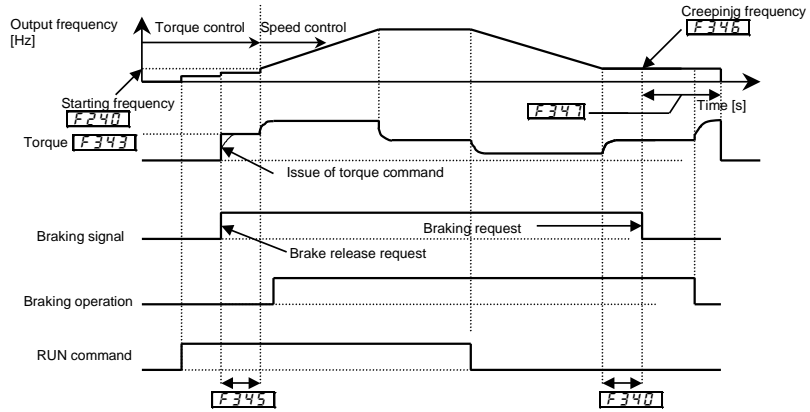 Output frequency
[Hz]
Torque control
Speed control
Creepinjg frequency
F346
Starting frequency
F240
F347
Time [s]
Torque F343
Issue of torque command
Braking signal
Braking request
Brake release request
Braking operation
RUN command
F345
F340